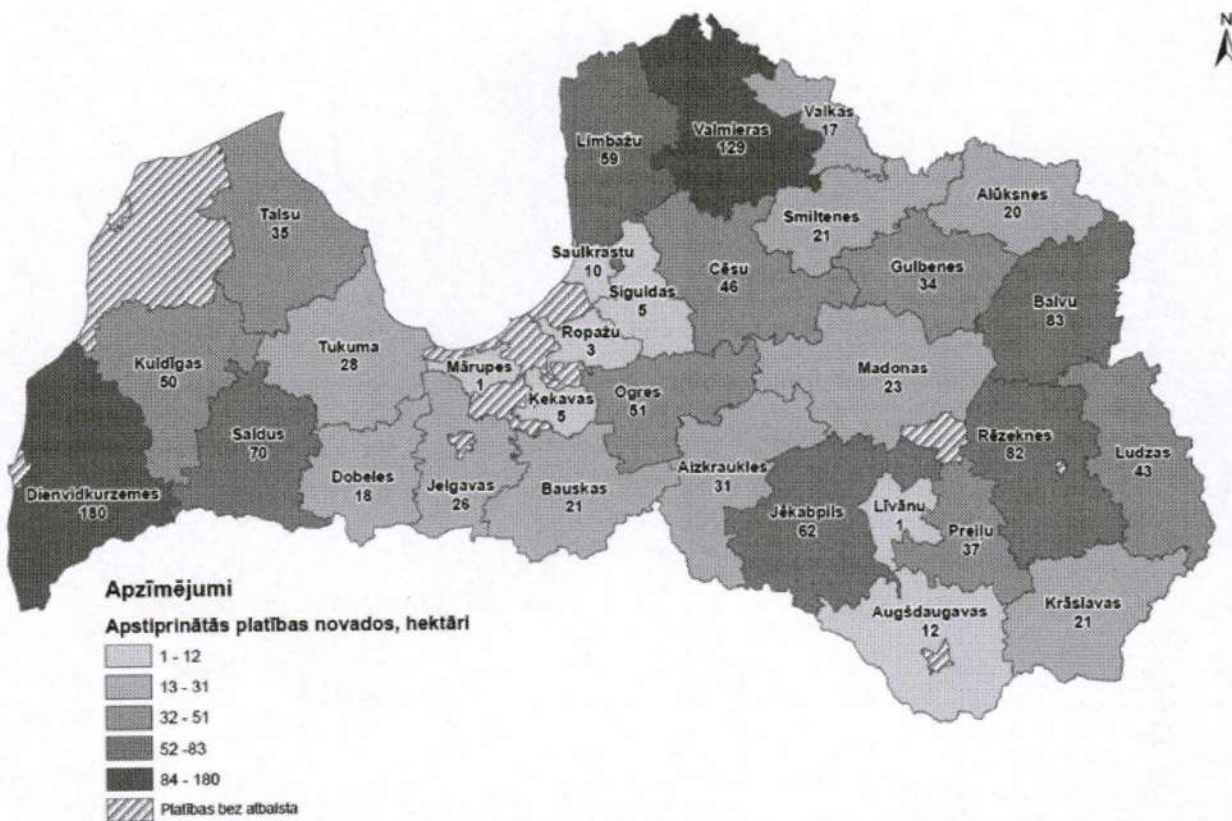 N
Limbažu
59
Valmieras
129
Valkas
17
Talsu
35
Smiltenes
21
Alūksnes
20
Saulkrastu
10
Siguldas
5
Cēsu
46
Gulbenes
34
Balvu
83
Kuldīgas
50
Tukuma
28
Mārupes
1
Ropažu
3
Ķekavas
5
Ogres
51
Madonas
23
Saldus
70
Dobeles
18
Jelgavas
26
Bauskas
21
Aizkraukles
31
Jēkabpils
62
Līvānu
1
Preiļu
37
Rēzeknes
82
Ludzas
43
Dienvidkurzemes
180
Augšdaugavas
12
Krāslavas
21
Apzīmējumi
Apstiprinātās platības novados, hektāri
1 - 12
13 - 31
32 - 51
52 -83
84 - 180
Platības bez atbalsta